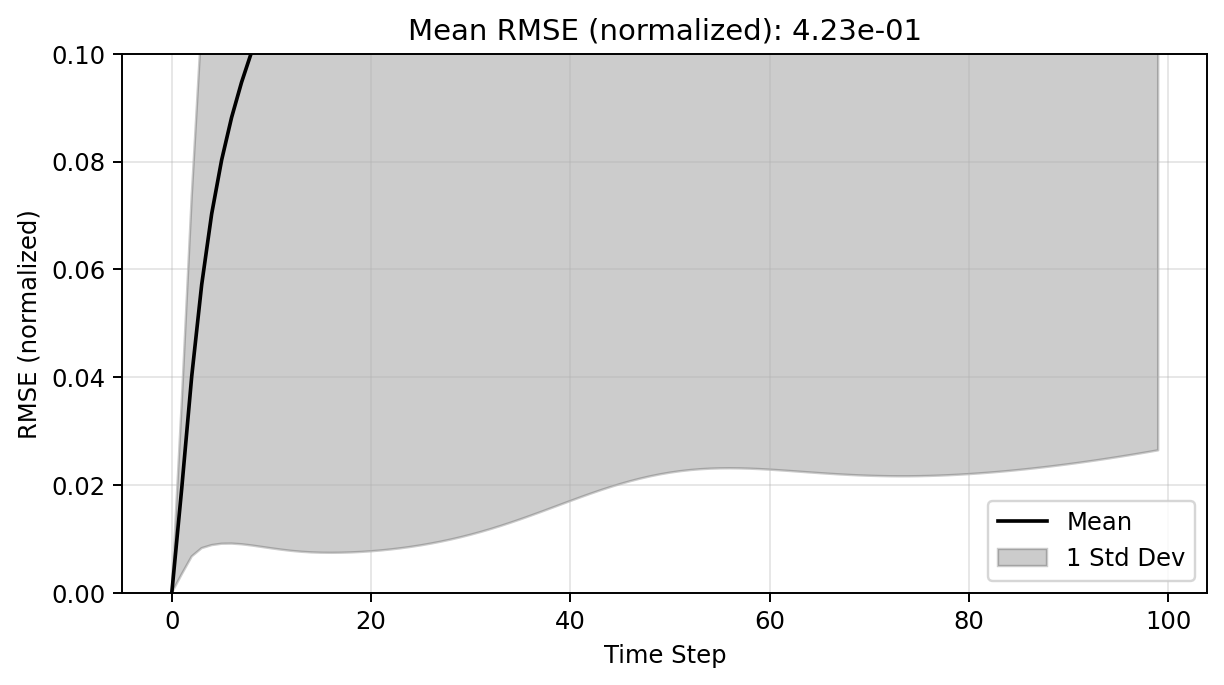 Mean RMSE (normalized): 4.23e-01
RMSE (normalized)
0.10
0.08
0.06
0.04
0.02
0.00
0 20 40 60 80 100
Time Step
Mean
1 Std Dev